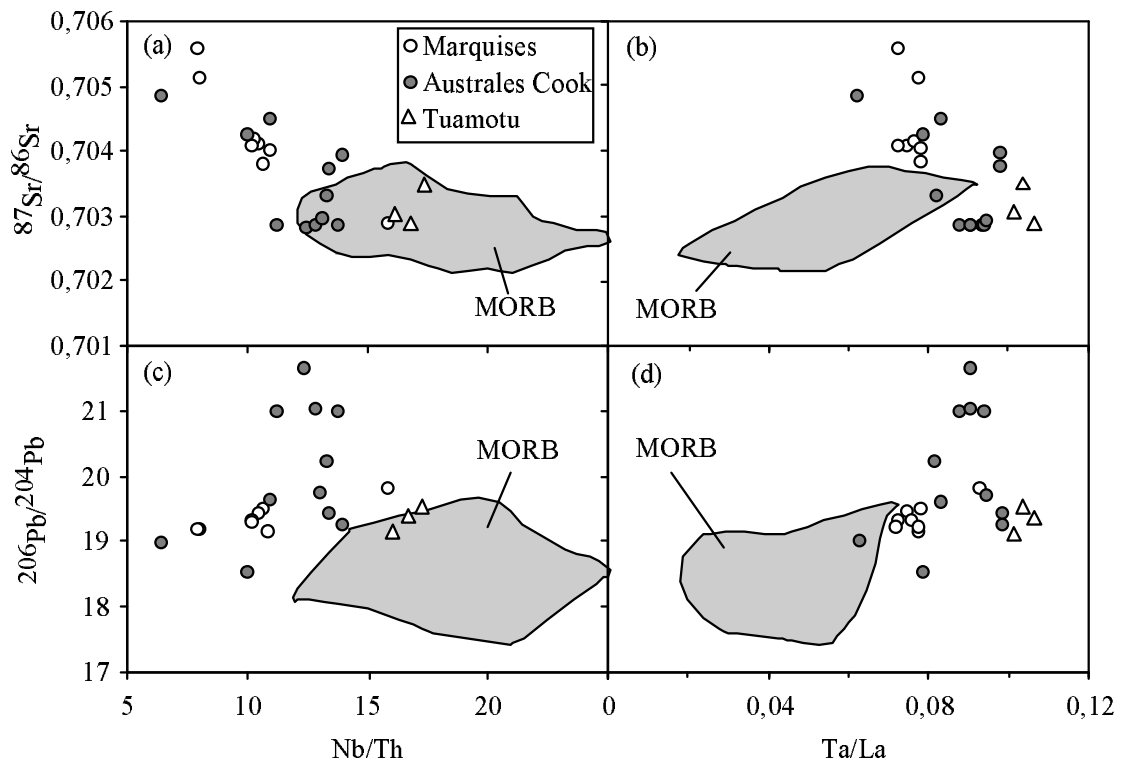 0,706
(a)
Marquises
Australes Cook
Tuamotu
(b)
0,705
0,704
0,703
0,702
0,701
87Sr/86Sr
MORB
MORB
(c)
(d)
21
20
19
18
17
206Pb/204Pb
MORB
MORB
5 10 15 20 0 0,04 0,08 0,12
Nb/Th Ta/La